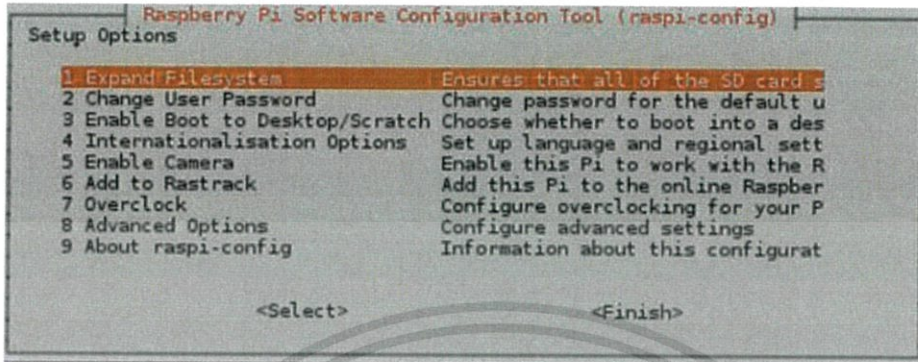 Raspberry Pi Software Configuration Tool (raspi-config)
Setup Options
1 Expand Filesystem Ensures that all of the SD card s
2 Change User Password Change password for the default u
3 Enable Boot to Desktop/Scratch Choose whether to boot into a des
4 Internationalisation Options Set up language and regional sett
5 Enable Camera Enable this Pi to work with the R
6 Add to Rastrack Add this Pi to the online Raspber
7 Overclock Configure overclocking for your P
8 Advanced Options Configure advanced settings
9 About raspi-config Information about this configurat
<Select> <Finish>